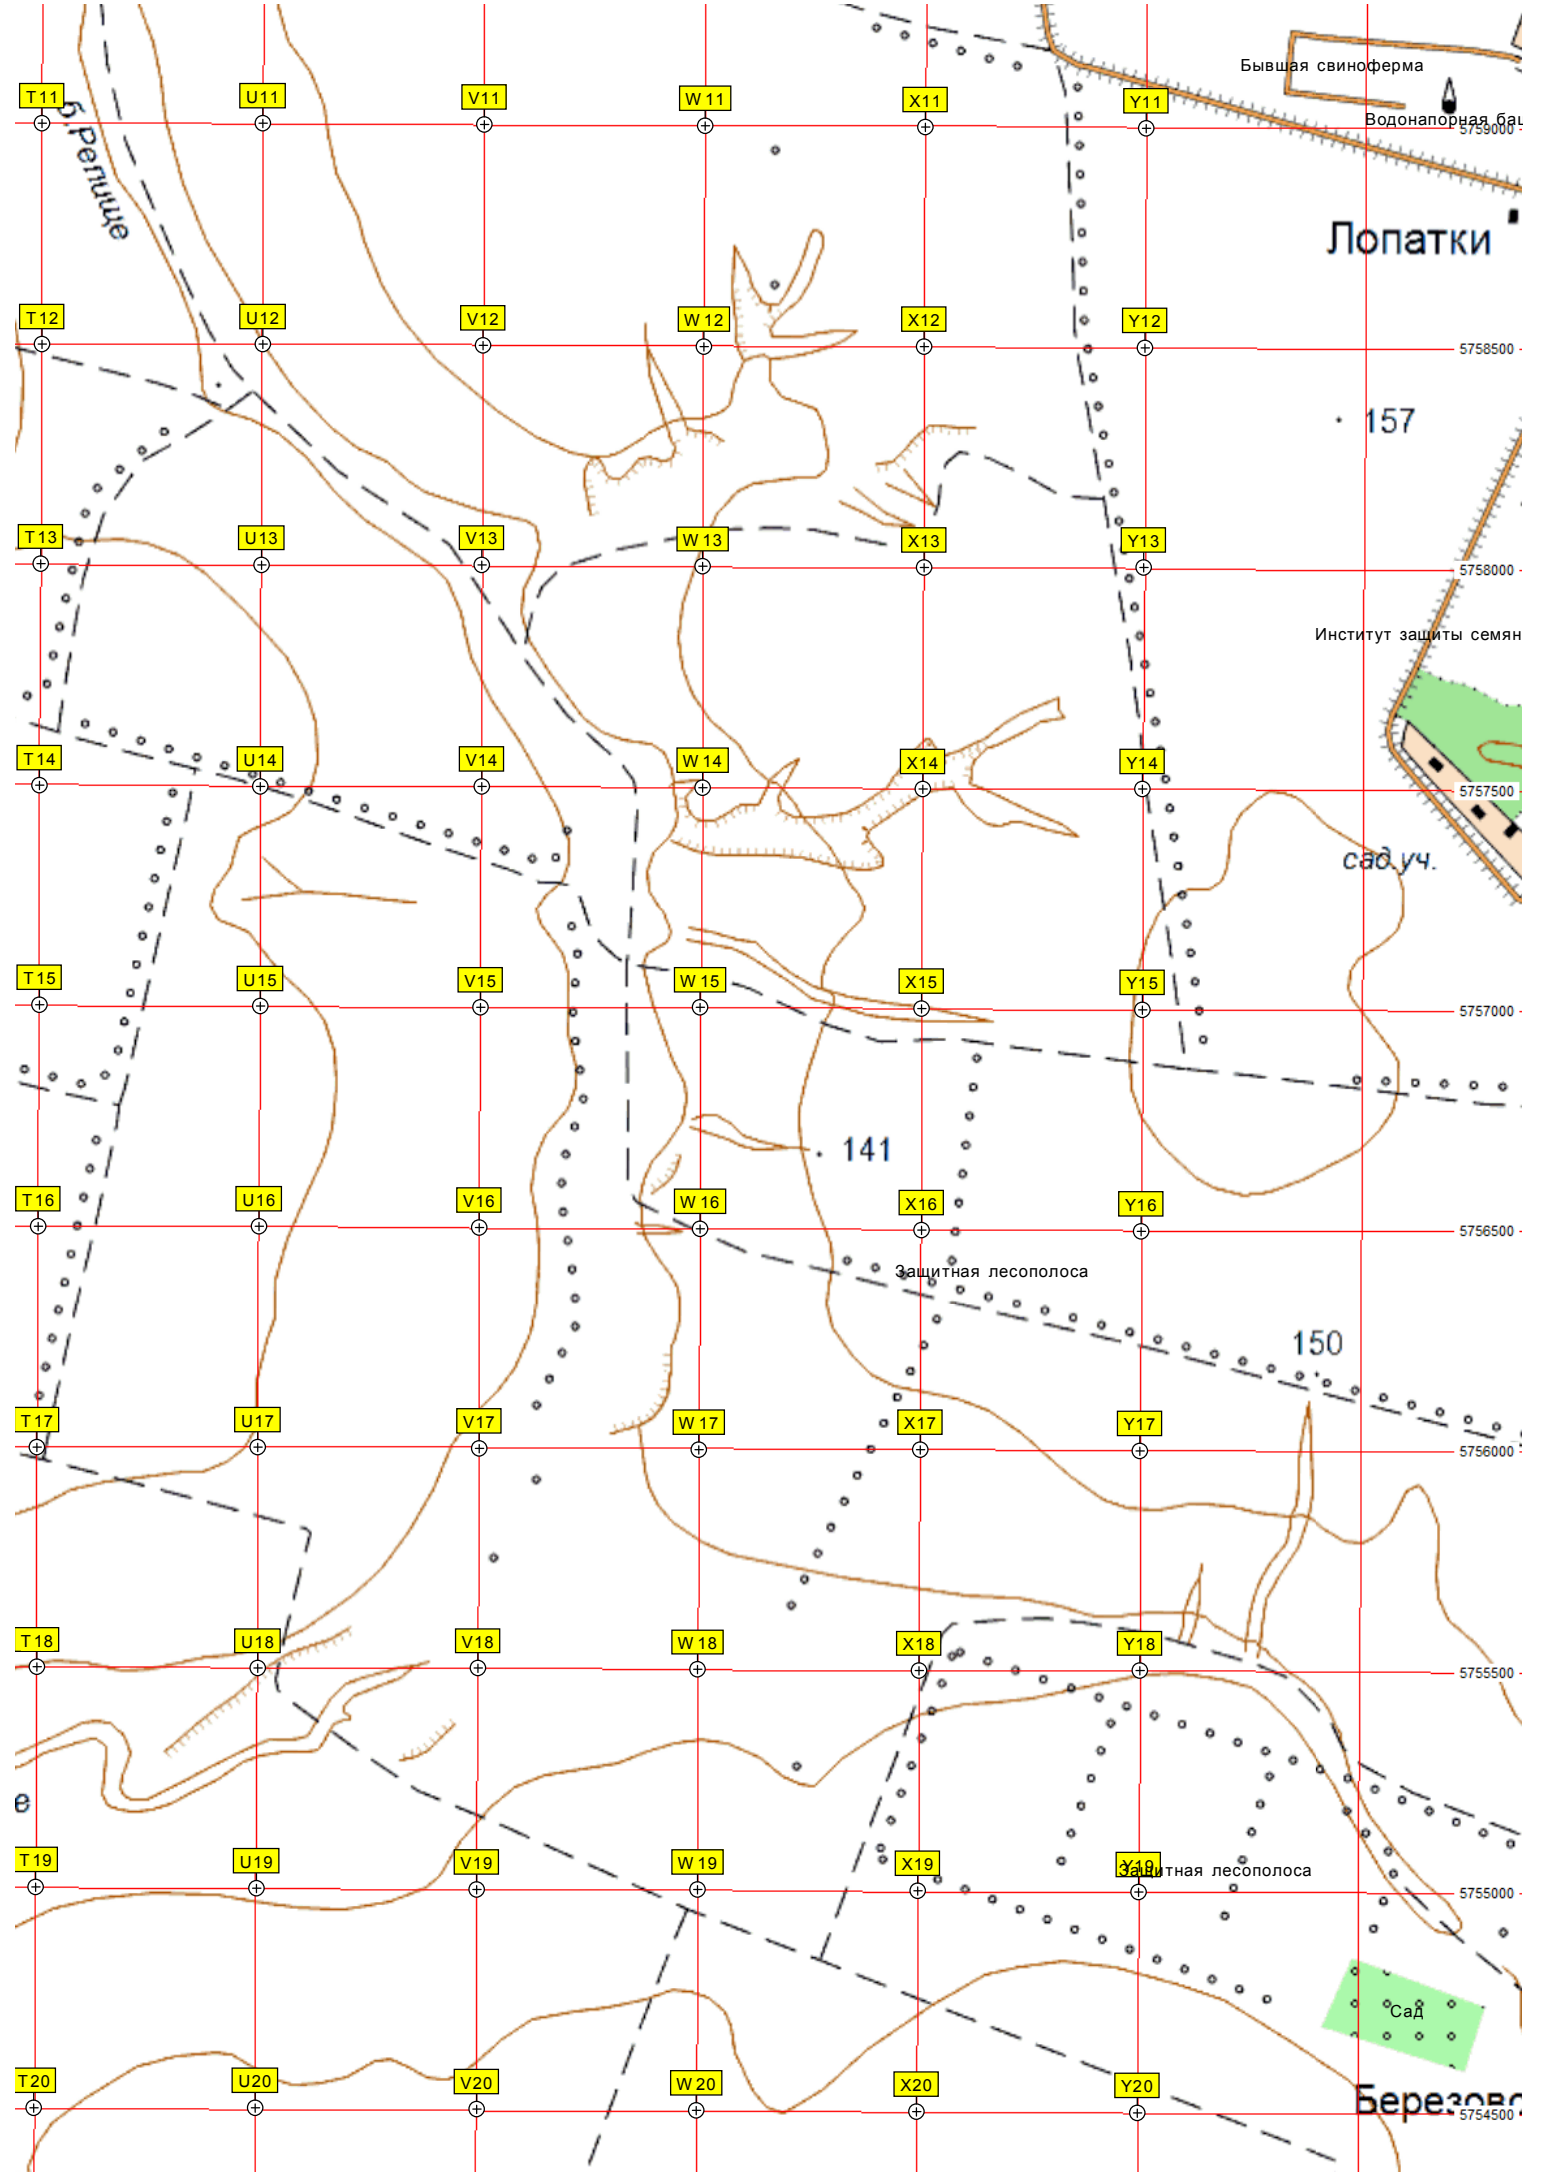 Бывшая свиноферма
T11 U11 V11 W11 X11 Y11
5759000
б.Репище
Лопатки
T12 U12 V12 W12 X12 Y12
5758500
157
T13 U13 V13 W13 X13 Y13
5758000
Институт защиты семян
T14 U14 V14 W14 X14 Y14
5757500
сад.уч.
T15 U15 V15 W15 X15 Y15
5757000
141
T16 U16 V16 W16 X16 Y16
5756500
Защитная лесополоса
150
T17 U17 V17 W17 X17 Y17
5756000
T18 U18 V18 W18 X18 Y18
5755500
е
T19 U19 V19 W19 X19 Y19
Защитная лесополоса
5755000
Сад
T20 U20 V20 W20 X20 Y20
5754500